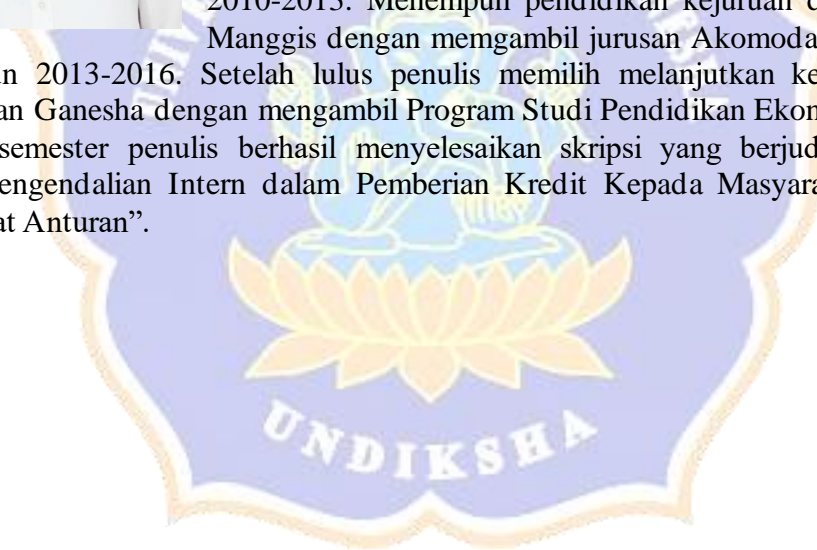 2010-2013. Menempuh pendidikan kejuruan d
Manggis dengan memgambil jurusan Akomoda
2013-2016. Setelah lulus penulis memilih melanjutkan ke
Ganesha dengan mengambil Program Studi Pendidikan Ekon
semester penulis berhasil menyelesaikan skripsi yang berjud
engendalian Intern dalam Pemberian Kredit Kepada Masyara
at Anturan”.
UNDIKSHA